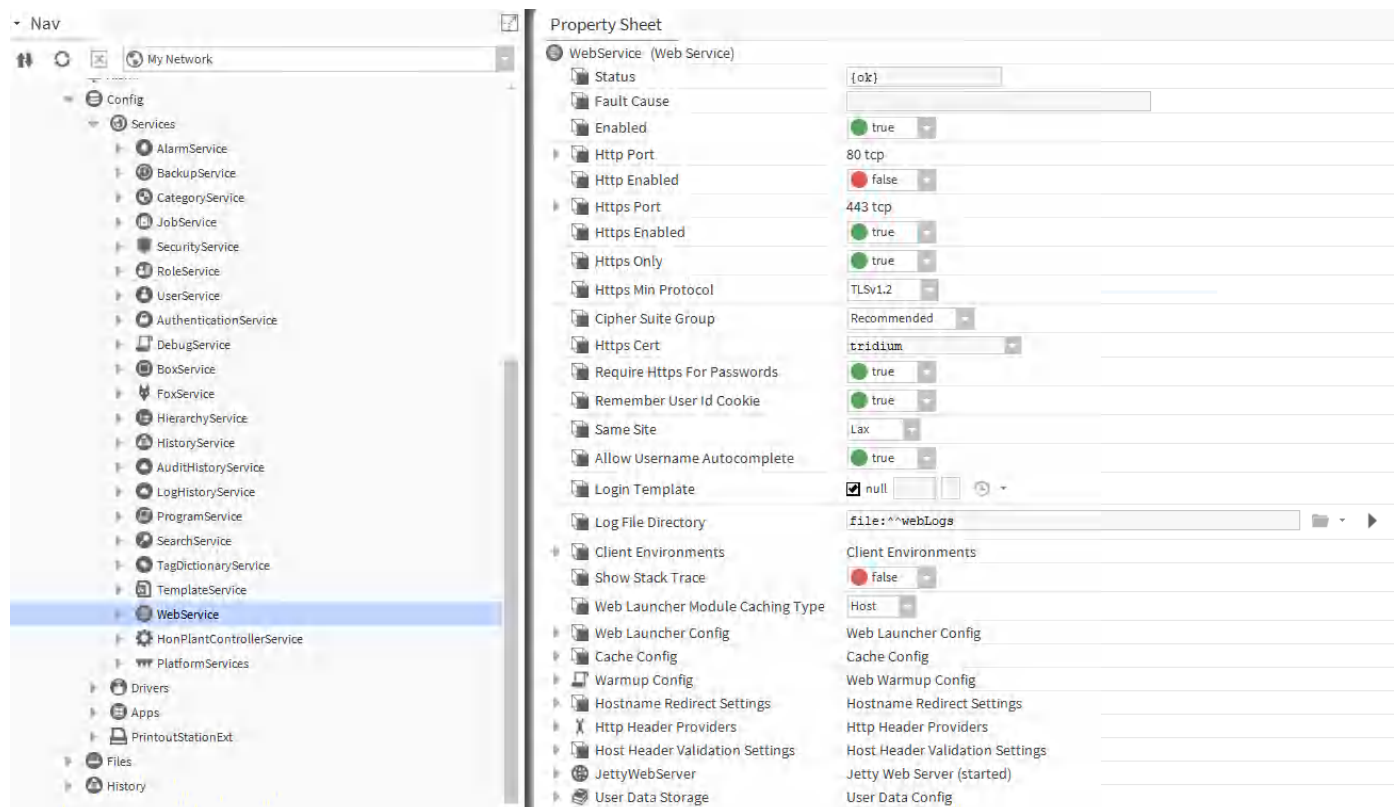 Nav
My Network
Config
Services
AlarmService
BackupService
CategoryService
JobService
SecurityService
RoleService
UserService
AuthenticationService
DebugService
BoxService
FoxService
HierarchyService
HistoryService
AuditHistoryService
LogHistoryService
ProgramService
SearchService
TagDictionaryService
TemplateService
WebService
HonPlantControllerService
PlatformServices
Drivers
Apps
PrintoutStationExt
Files
History
Property Sheet
WebService (Web Service)
Status {ok}
Fault Cause
Enabled true
Http Port 80 tcp
Http Enabled false
Https Port 443 tcp
Https Enabled true
Https Only true
Https Min Protocol TLSv1.2
Cipher Suite Group Recommended
Https Cert tridium
Require Https For Passwords true
Remember User Id Cookie true
Same Site Lax
Allow Username Autocomplete true
Login Template null
Log File Directory file:^^webLogs
Client Environments Client Environments
Show Stack Trace false
Web Launcher Module Caching Type Host
Web Launcher Config Web Launcher Config
Cache Config Cache Config
Warmup Config Web Warmup Config
Hostname Redirect Settings Hostname Redirect Settings
Http Header Providers Http Header Providers
Host Header Validation Settings Host Header Validation Settings
JettyWebServer Jetty Web Server (started)
User Data Storage User Data Config